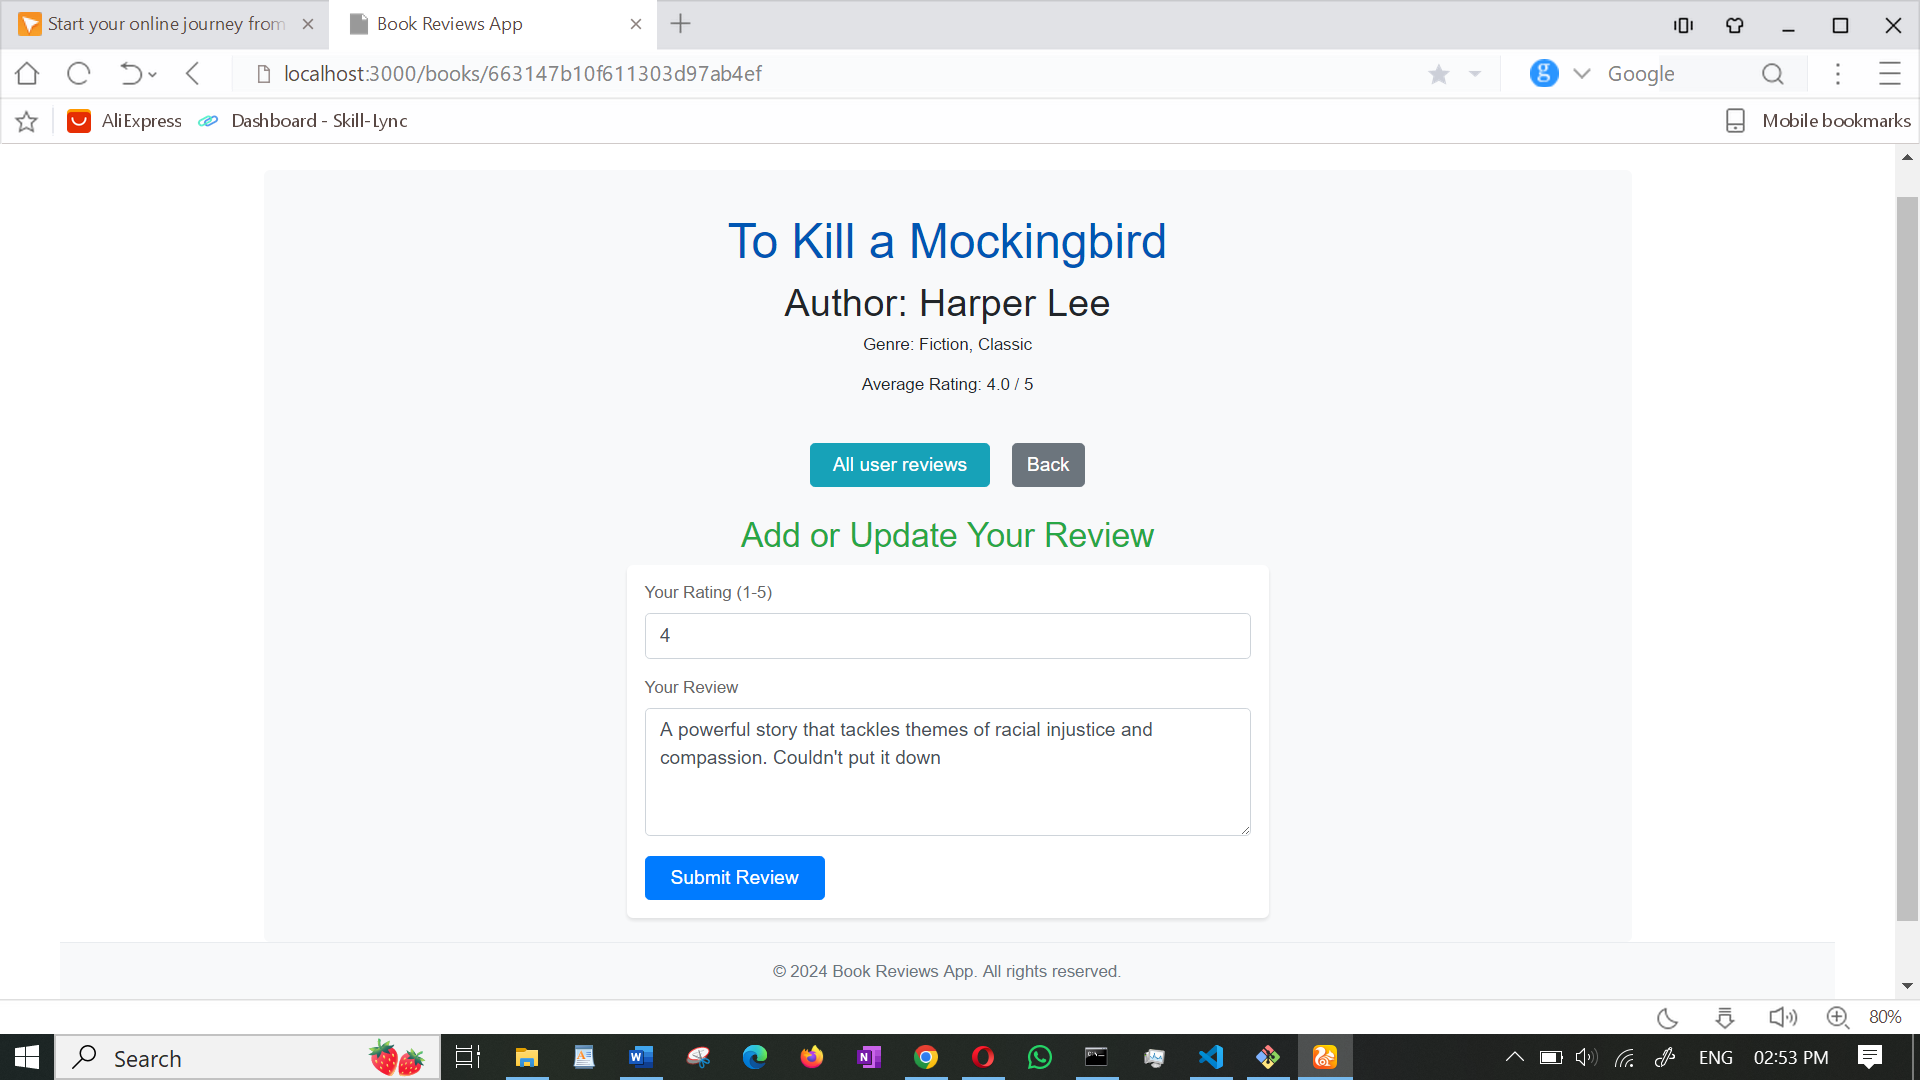 Start your online journey from
Book Reviews App
localhost:3000/books/663147b10f611303d97ab4ef
Google
AliExpress
Dashboard - Skill-Lync
Mobile bookmarks
To Kill a Mockingbird
Author: Harper Lee
Genre: Fiction, Classic
Average Rating: 4.0 / 5
All user reviews
Back
Add or Update Your Review
Your Rating (1-5)
4
Your Review
A powerful story that tackles themes of racial injustice and
compassion. Couldn't put it down
Submit Review
© 2024 Book Reviews App. All rights reserved.
80%
Search
ENG
02:53 PM